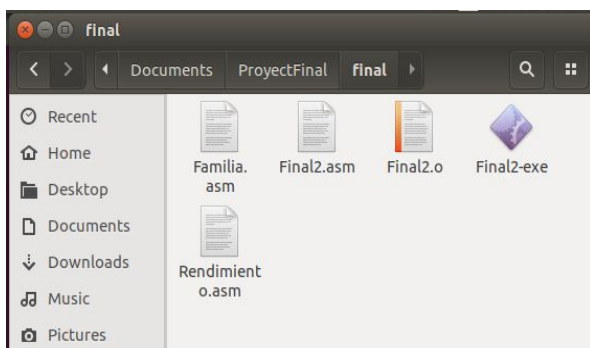 final
Documents ProyectFinal final
Recent
Home
Desktop
Documents
Downloads
Music
Pictures
Familia.
asm
Final2.asm
Final2.o
Final2-exe
Rendimient
o.asm